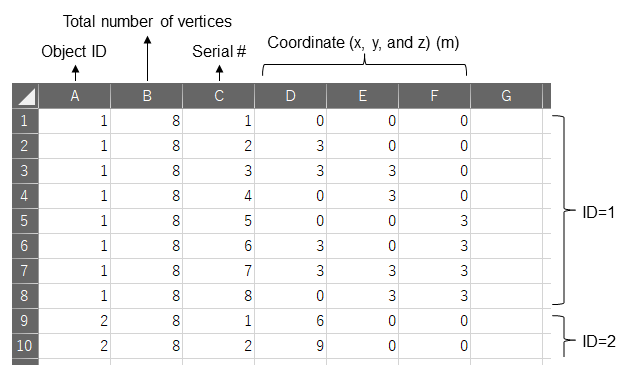 Total number of vertices
Object ID Serial # Coordinate (x, y, and z) (m)
A B C D E F G
1 1 8 1 0 0 0
2 1 8 2 3 0 0
3 1 8 3 3 3 0
4 1 8 4 0 3 0
5 1 8 5 0 0 3
6 1 8 6 3 0 3
7 1 8 7 3 3 3
8 1 8 8 0 3 3
9 2 8 1 6 0 0
10 2 8 2 9 0 0
ID=1
ID=2